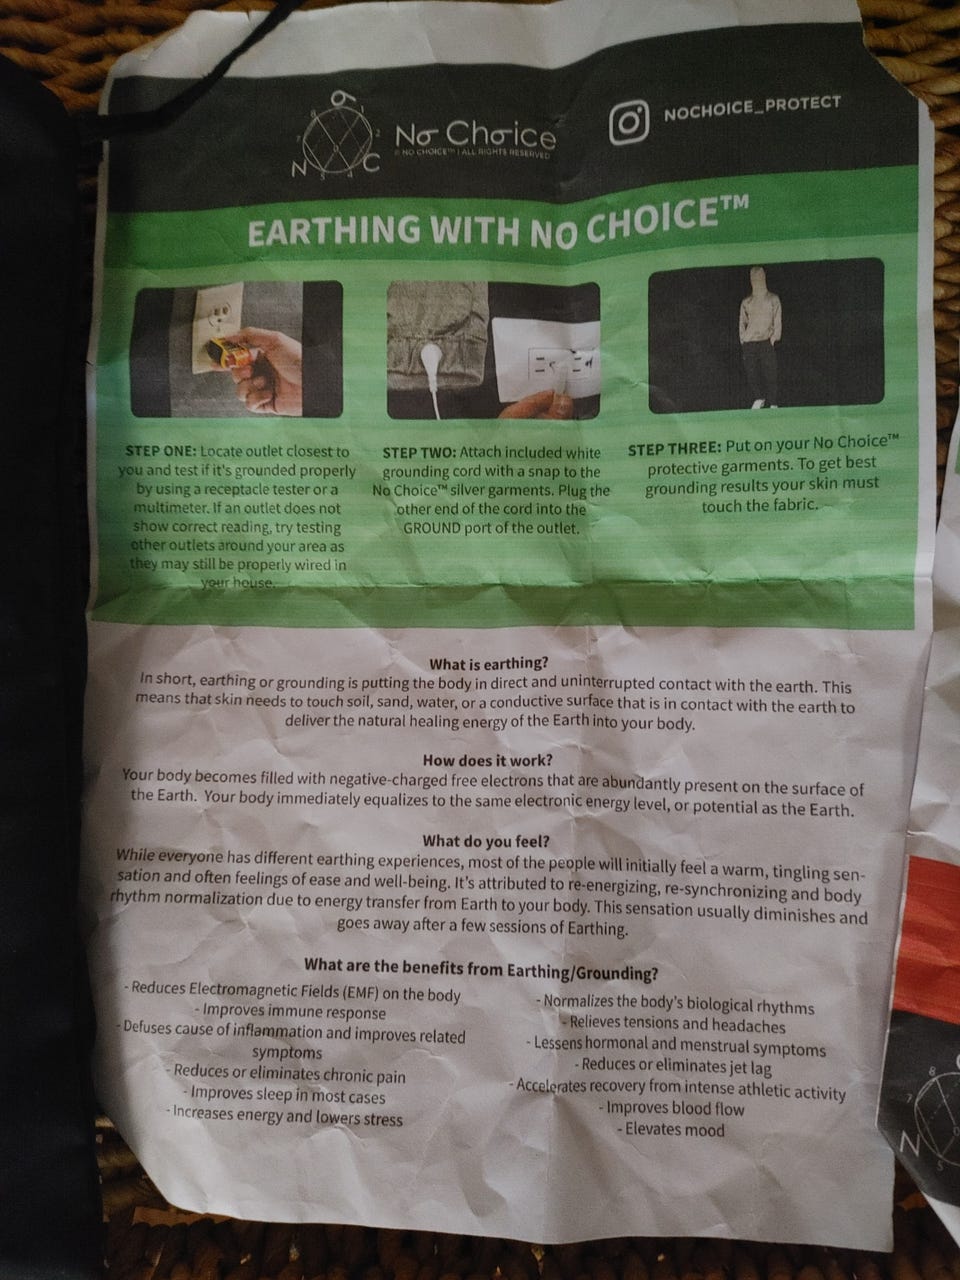 No Choice
© NO CHOICE™ | ALL RIGHTS RESERVED
N
6
C
NOCHOICE_PROTECT
EARTHING WITH NO CHOICE™
STEP ONE: Locate outlet closest to
you and test if it's grounded properly
by using a receptacle tester or a
multimeter. If an outlet does not
show correct reading, try testing
other outlets around your area as
they may still be properly wired in
your house.
STEP TWO: Attach included white
grounding cord with a snap to the
No Choice™ silver garments. Plug the
other end of the cord into the
GROUND port of the outlet.
STEP THREE: Put on your No Choice™
protective garments. To get best
grounding results your skin must
touch the fabric.
What is earthing?
In short, earthing or grounding is putting the body in direct and uninterrupted contact with the earth. This
means that skin needs to touch soil, sand, water, or a conductive surface that is in contact with the earth to
deliver the natural healing energy of the Earth into your body.
How does it work?
Your body becomes filled with negative-charged free electrons that are abundantly present on the surface of
the Earth. Your body immediately equalizes to the same electronic energy level, or potential as the Earth.
What do you feel?
While everyone has different earthing experiences, most of the people will initially feel a warm, tingling sen-
sation and often feelings of ease and well-being. It's attributed to re-energizing, re-synchronizing and body
rhythm normalization due to energy transfer from Earth to your body. This sensation usually diminishes and
goes away after a few sessions of Earthing.
What are the benefits from Earthing/Grounding?
- Reduces Electromagnetic Fields (EMF) on the body
- Improves immune response
- Defuses cause of inflammation and improves related
symptoms
- Reduces or eliminates chronic pain
- Improves sleep in most cases
- Increases energy and lowers stress
- Normalizes the body's biological rhythms
- Relieves tensions and headaches
- Lessens hormonal and menstrual symptoms
- Reduces or eliminates jet lag
- Accelerates recovery from intense athletic activity
- Improves blood flow
- Elevates mood
N